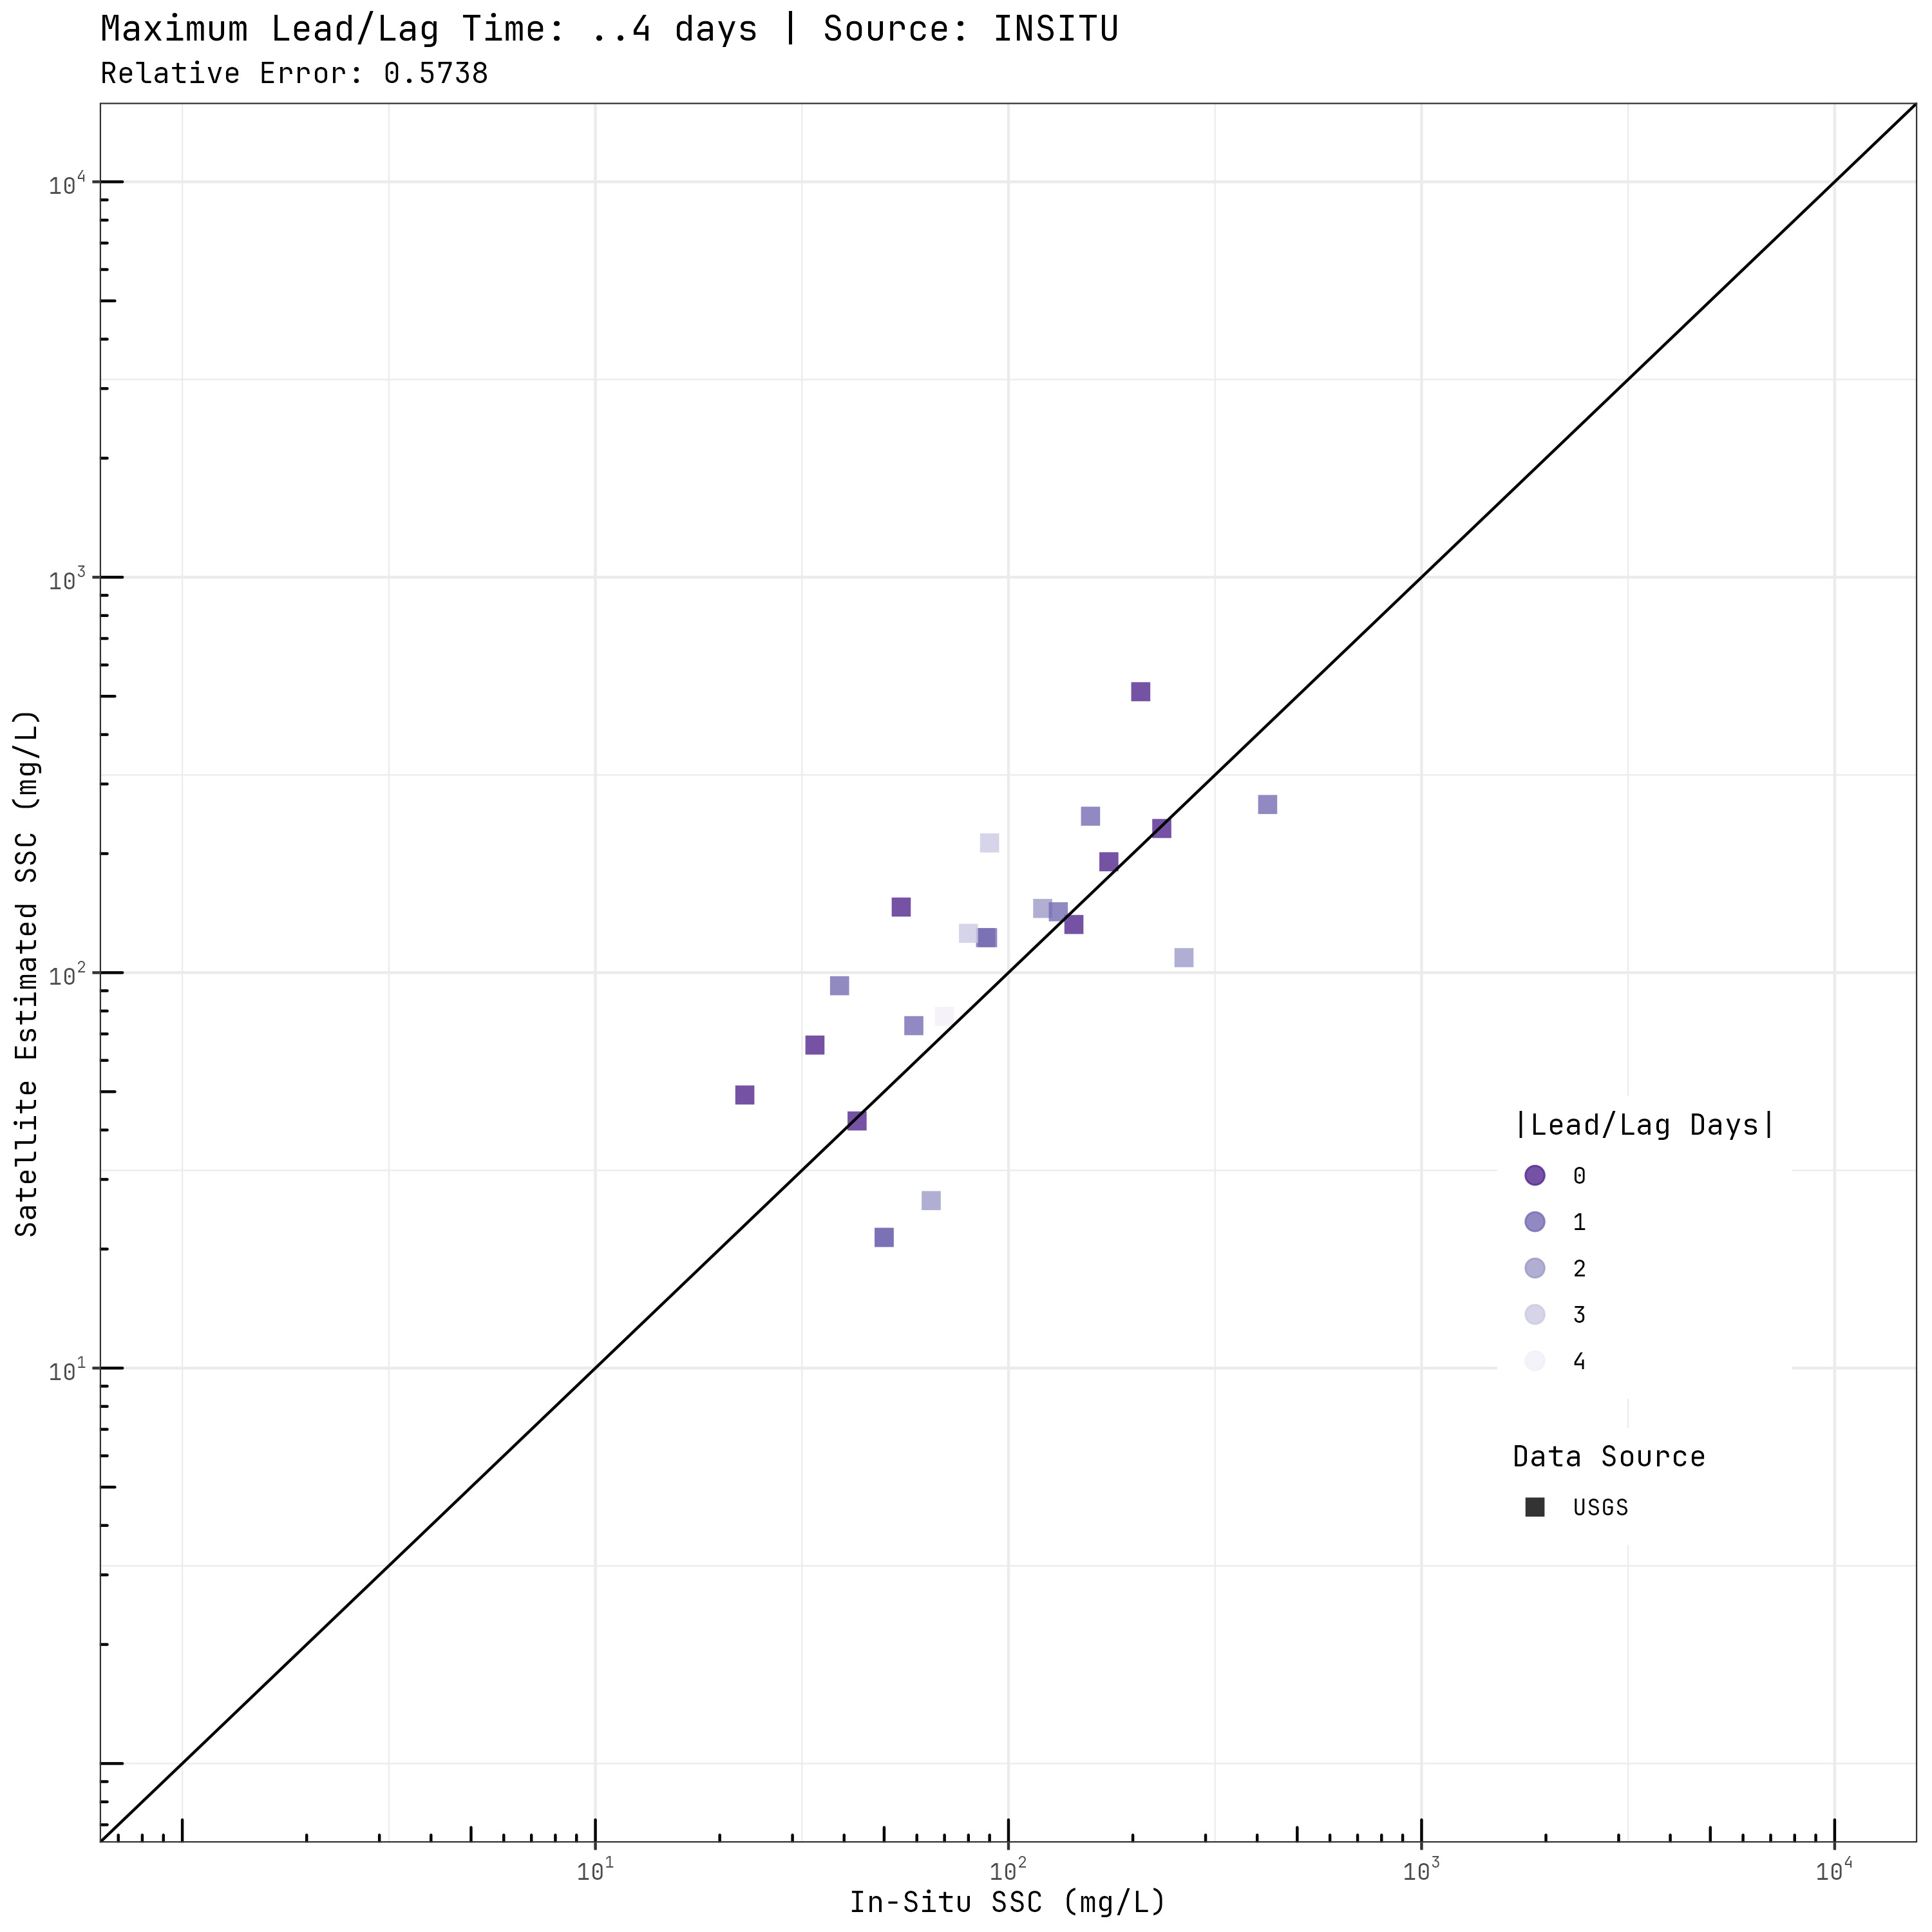 Maximum Lead/Lag Time: ..4 days | Source: INSITU
Relative Error: 0.5738
Satellite Estimated SSC (mg/L)
10⁴
10³
10²
10¹
|Lead/Lag Days|
0
1
2
3
4
Data Source
USGS
10¹ 10² 10³ 10⁴
In-Situ SSC (mg/L)